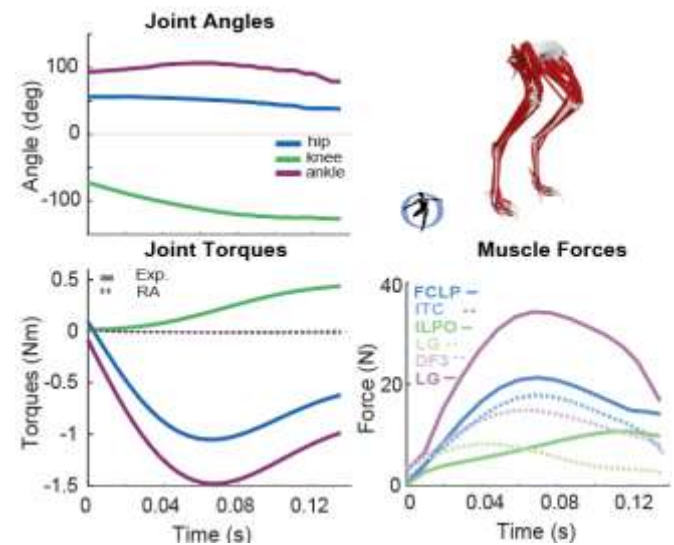 Joint Angles
100
0
-100
Angle (deg)
hip
knee
ankle
Joint Torques
Exp.
RA
0.5
0
-0.5
-1
-1.5
Torques (Nm)
0
0.04
0.08
0.12
Time (s)
Muscle Forces
40
20
0
Force (N)
FCLP
ITC
ILPO
LG
DF3
LG
0
0.04
0.08
0.12
Time (s)